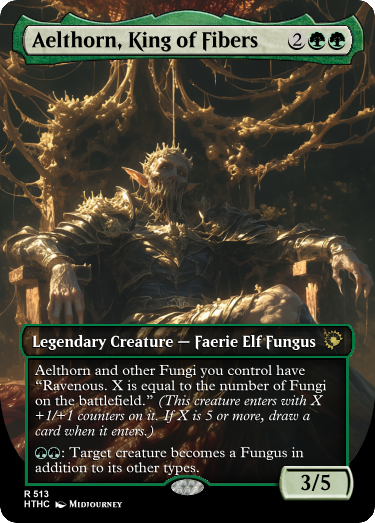 Aelthorn, King of Fibers 2
Legendary Creature — Faerie Elf Fungus
Aelthorn and other Fungi you control have
“Ravenous. X is equal to the number of Fungi
on the battlefield.” (This creature enters with X
+1/+1 counters on it. If X is 5 or more, draw a
card when it enters.)
: Target creature becomes a Fungus in
addition to its other types.
3/5
R 513
HTHC Midjourney